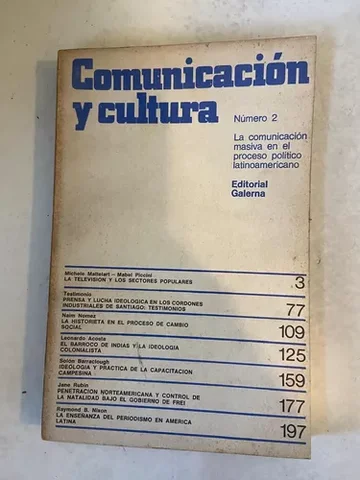 Comunicación
y cultura
Número 2
La comunicación
masiva en el
proceso político
latinoamericano
Editorial
Galerna
Michele Mattelart - Mabel Piccini
LA TELEVISION Y LOS SECTORES POPULARES 3
Testimonio
PRENSA Y LUCHA IDEOLOGICA EN LOS CORDONES
INDUSTRIALES DE SANTIAGO: TESTIMONIOS 77
Naim Nomez
LA HISTORIETA EN EL PROCESO DE CAMBIO
SOCIAL 109
Leonardo Acosta
EL BARROCO DE INDIAS Y LA IDEOLOGIA
COLONIALISTA 125
Solón Barraclough
IDEOLOGIA Y PRACTICA DE LA CAPACITACION
CAMPESINA 159
Jane Rubin
PENETRACION NORTEAMERICANA Y CONTROL DE
LA NATALIDAD BAJO EL GOBIERNO DE FREI 177
Raymond B. Nixon
LA ENSEÑANZA DEL PERIODISMO EN AMERICA
LATINA 197